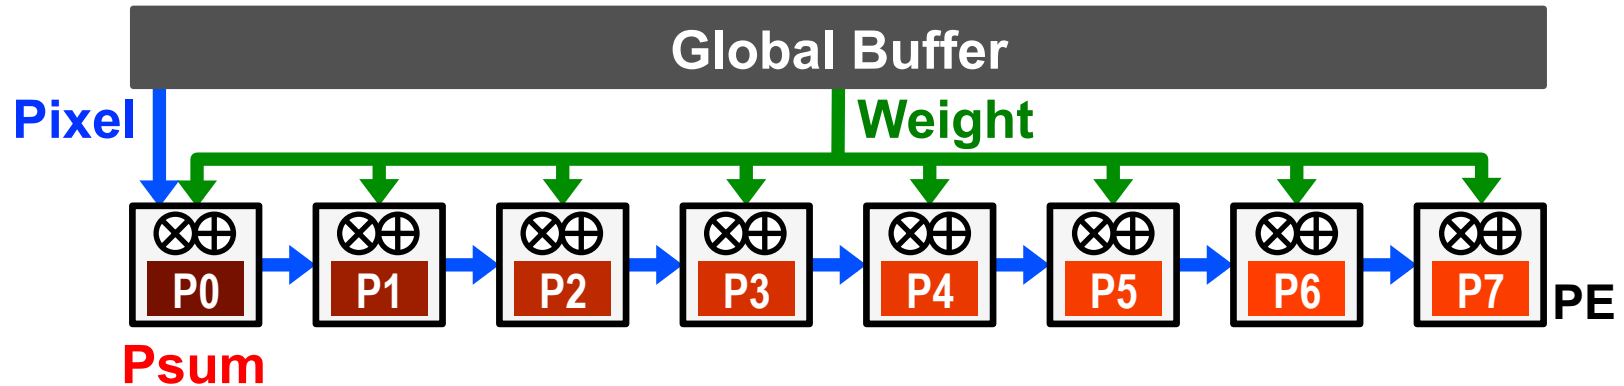 Global Buffer
Pixel
Weight
P0 P1 P2 P3 P4 P5 P6 P7
PE
Psum